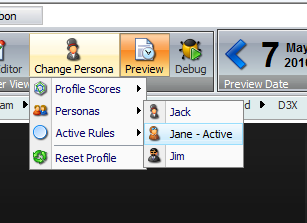 oon
ditor
Change Persona
Preview
Debug
7
May
201
er View
Preview Date
Profile Scores
am
d
D3X
Personas
Jack
Active Rules
Jane - Active
Reset Profile
Jim